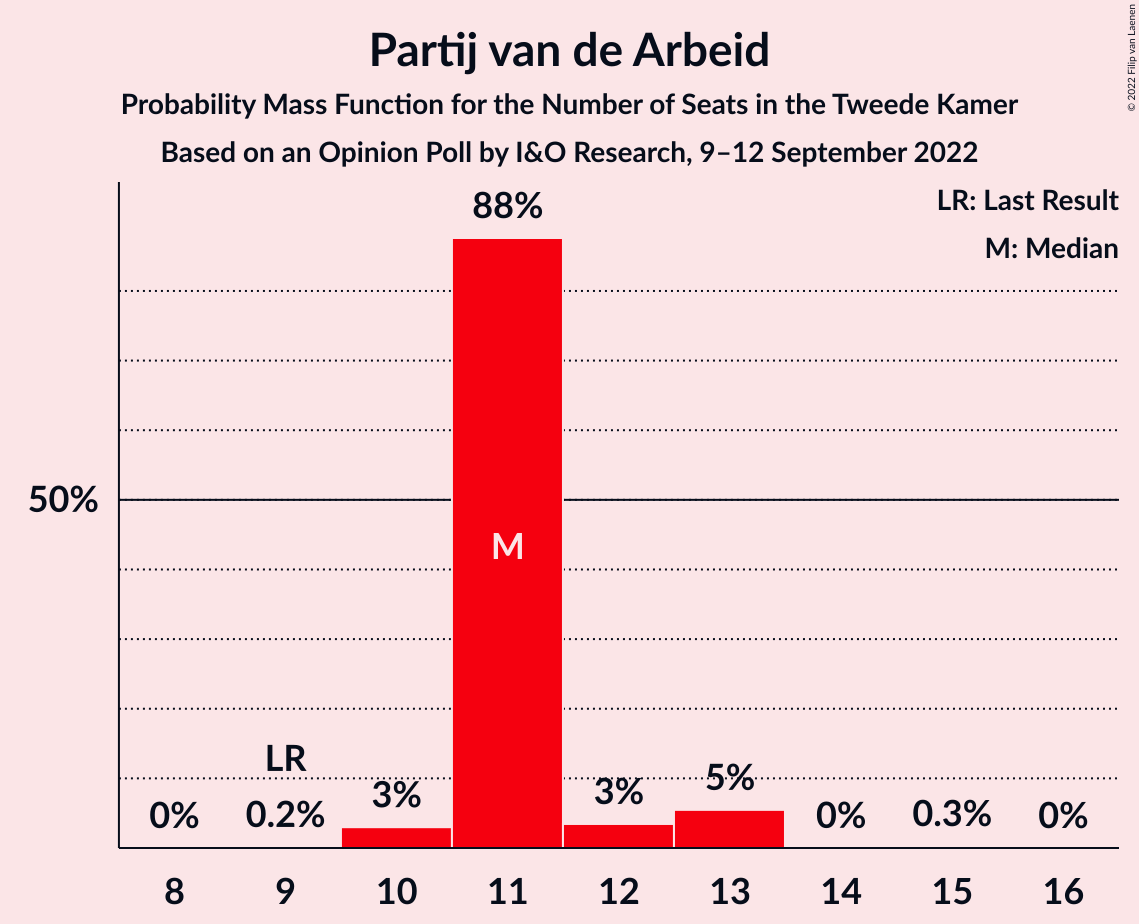 Partij van de Arbeid
Probability Mass Function for the Number of Seats in the Tweede Kamer
Based on an Opinion Poll by I&O Research, 9–12 September 2022
© 2022 Filip van Laenen
LR: Last Result
M: Median
88%
50%
M
LR
0%
0.2%
3%
3%
5%
0%
0.3%
0%
8 9 10 11 12 13 14 15 16